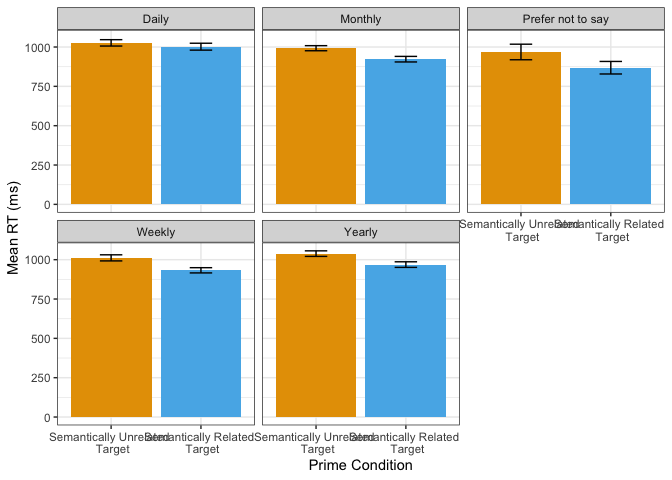 Daily
Monthly
Prefer not to say
1000
750
500
250
0
Semantically Unrelated
Target
Semantically Related
Target
Weekly
Yearly
1000
750
500
250
0
Semantically Unrelated
Target
Semantically Related
Target
Semantically Unrelated
Target
Semantically Related
Target
Mean RT (ms)
Prime Condition